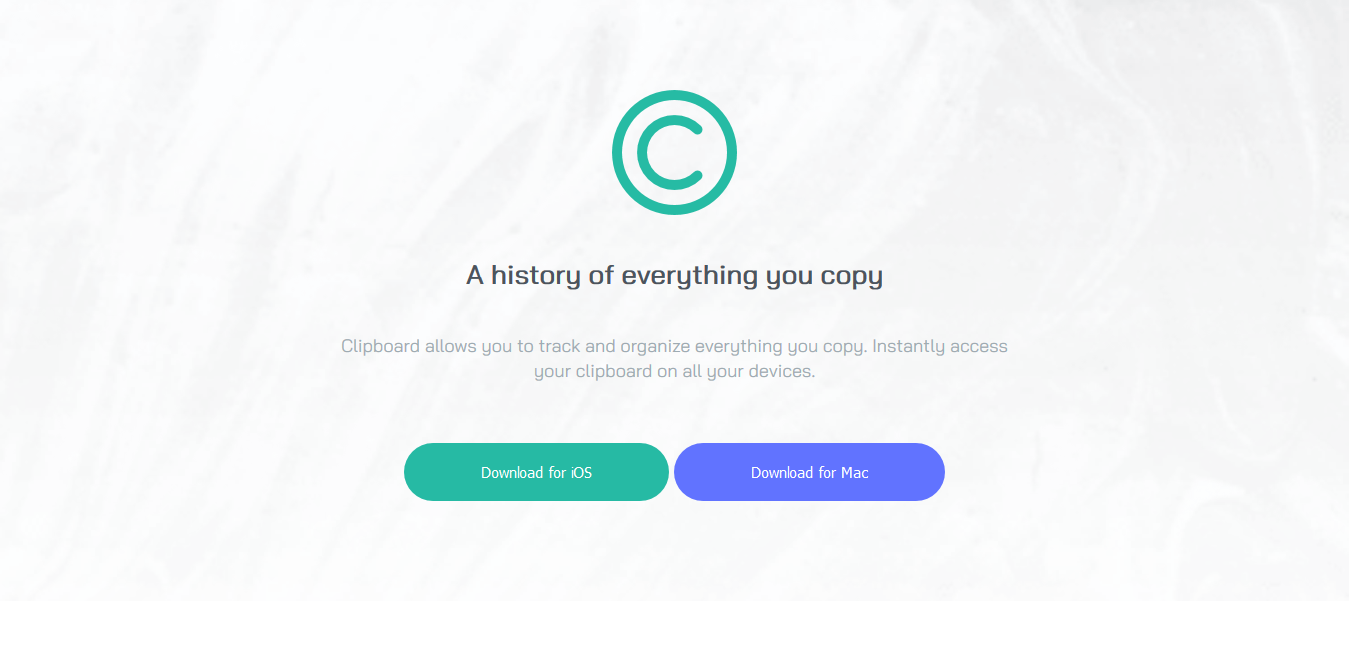 ©
A history of everything you copy
Clipboard allows you to track and organize everything you copy. Instantly access
your clipboard on all your devices.
Download for iOS
Download for Mac